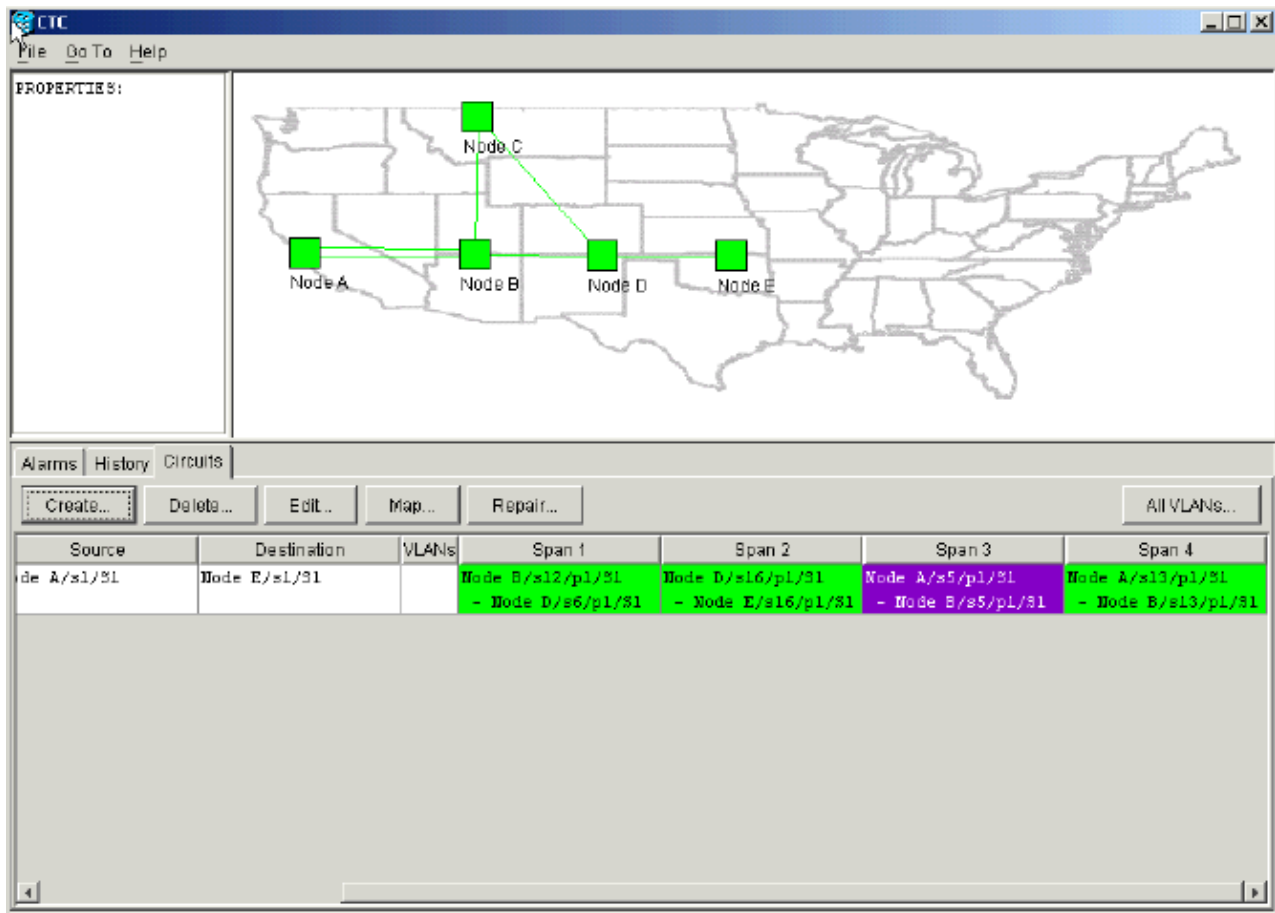 CTC
File Go To Help
PROPERTIES:
Node C
Node A
Node B
Node D
Node E
Alarms History Circuits
Create... Delete... Edit... Map... Repair... All VLANs...
Source Destination VLANs Span 1 Span 2 Span 3 Span 4
de A/s1/S1 Node E/s1/S1 Node B/s12/p1/S1 Node D/s16/p1/S1 Node A/s5/p1/S1 Node A/s13/p1/S1
- Node D/s6/p1/S1 - Node E/s16/p1/S1 - Node B/s5/p1/S1 - Node B/s13/p1/S1